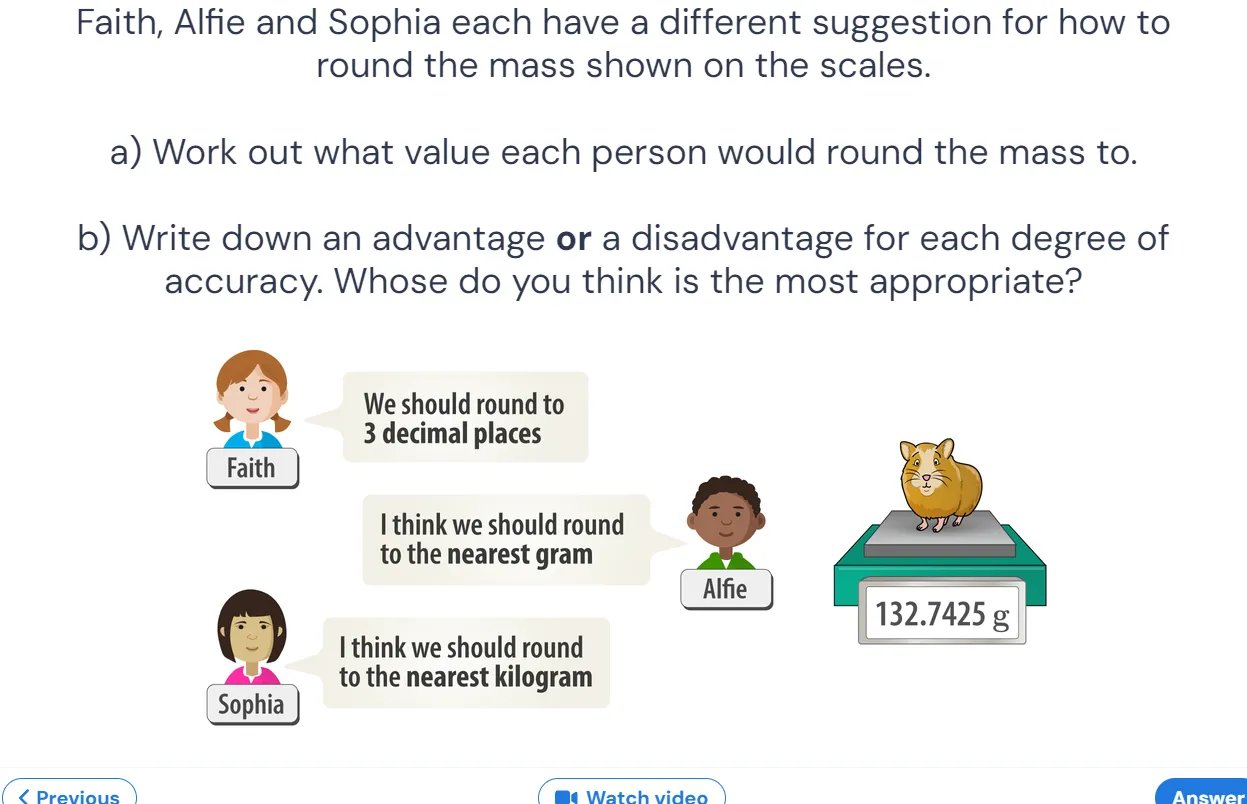 Faith, Alfie and Sophia each have a different suggestion for how to
round the mass shown on the scales.
a) Work out what value each person would round the mass to.
b) Write down an advantage or a disadvantage for each degree of
accuracy. Whose do you think is the most appropriate?
We should round to
3 decimal places
Faith
I think we should round
to the nearest gram
Alfie
132.7425 g
I think we should round
to the nearest kilogram
Sophia
Previous
Watch video
Answer